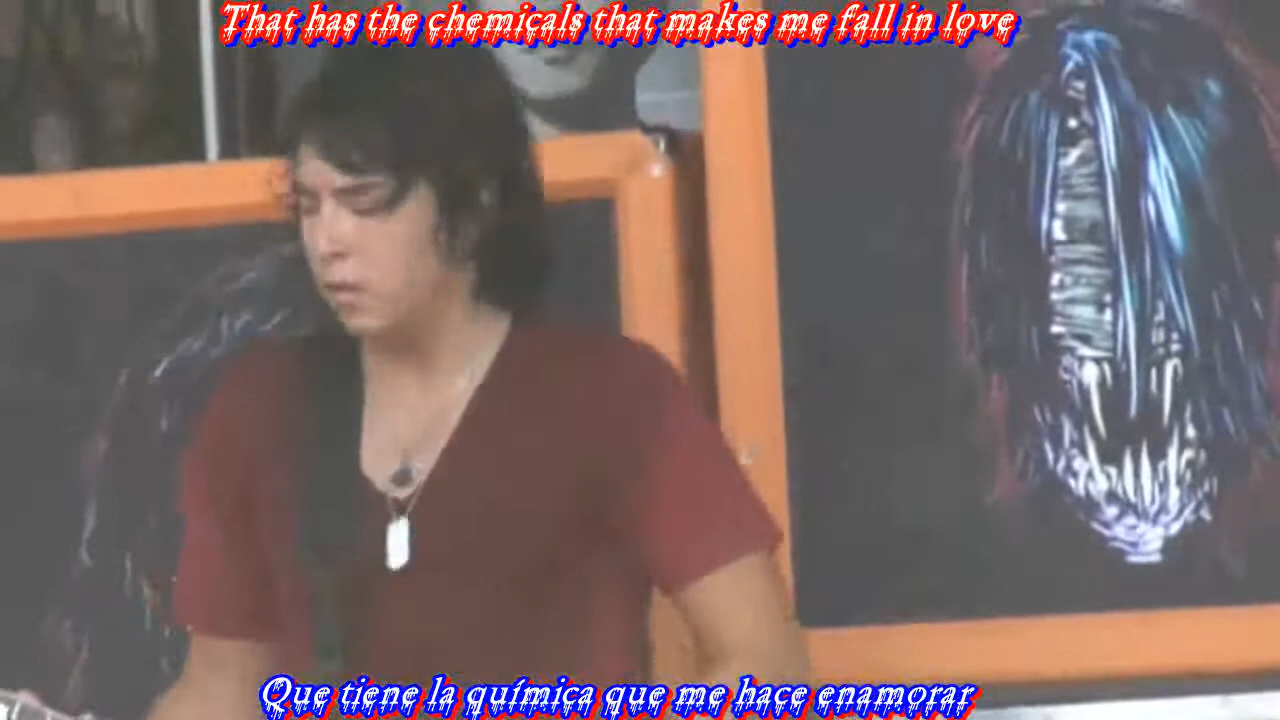 That has the chemicals that makes me fall in love
Que tiene la química que me hace enamorar